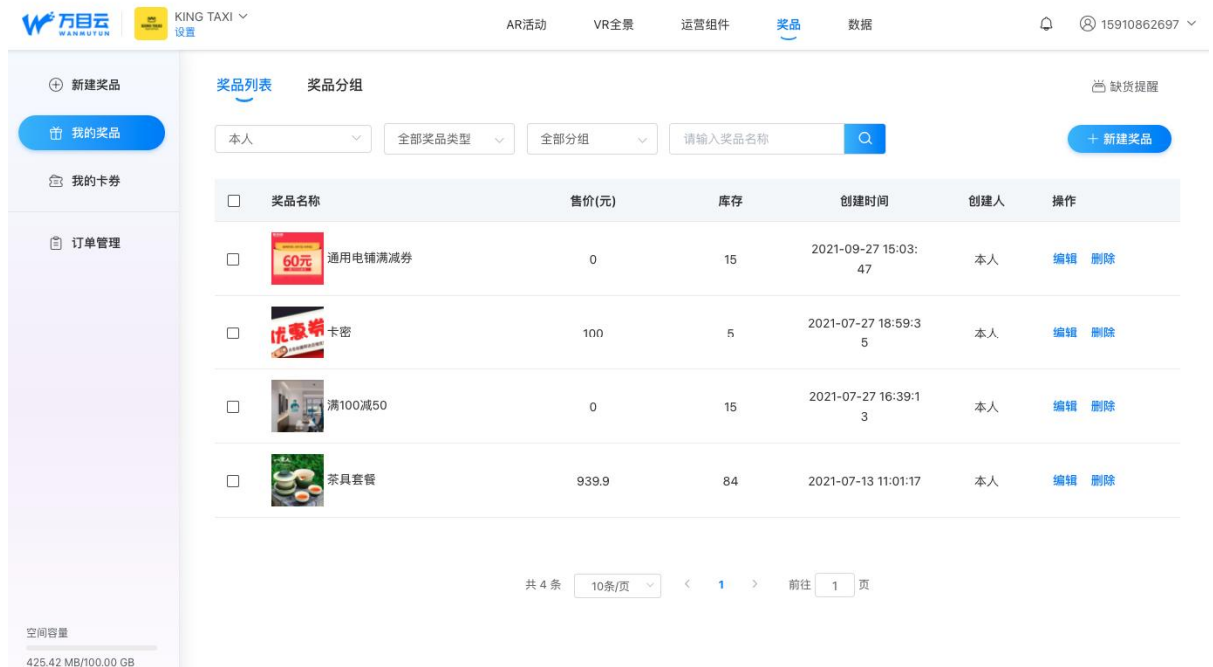 万目云
WANMUYUN
KING TAXI
设置
AR活动
VR全景
运营组件
奖品
数据
15910862697
新建奖品
我的奖品
我的卡券
订单管理
奖品列表
奖品分组
缺货提醒
本人
全部奖品类型
全部分组
请输入奖品名称
+ 新建奖品
奖品名称
售价(元)
库存
创建时间
创建人
操作
60元
通用电铺满减券
0
15
2021-09-27 15:03:
47
本人
编辑
删除
优惠券
卡密
100
5
2021-07-27 18:59:3
5
本人
编辑
删除
满100减50
0
15
2021-07-27 16:39:1
3
本人
编辑
删除
茶具套餐
939.9
84
2021-07-13 11:01:17
本人
编辑
删除
共 4 条
10条/页
1
前往
1
页
空间容量
425.42 MB/100.00 GB